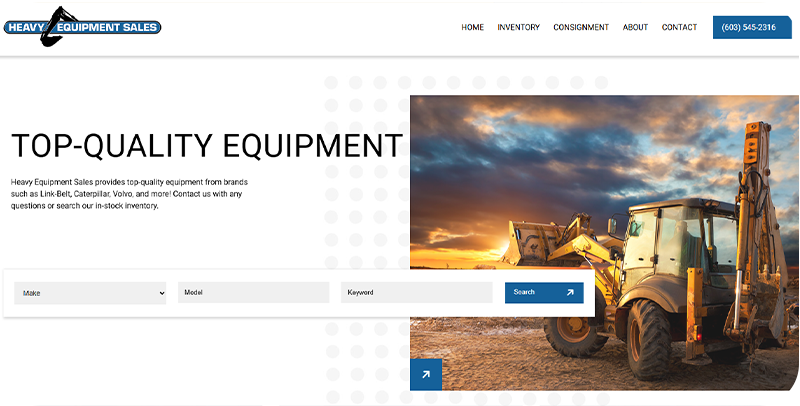 HEAVY EQUIPMENT SALES
HOME INVENTORY CONSIGNMENT ABOUT CONTACT (603) 545-2316
TOP-QUALITY EQUIPMENT
Heavy Equipment Sales provides top-quality equipment from brands
such as Link-Belt, Caterpillar, Volvo, and more! Contact us with any
questions or search our in-stock inventory.
Make Model Keyword Search